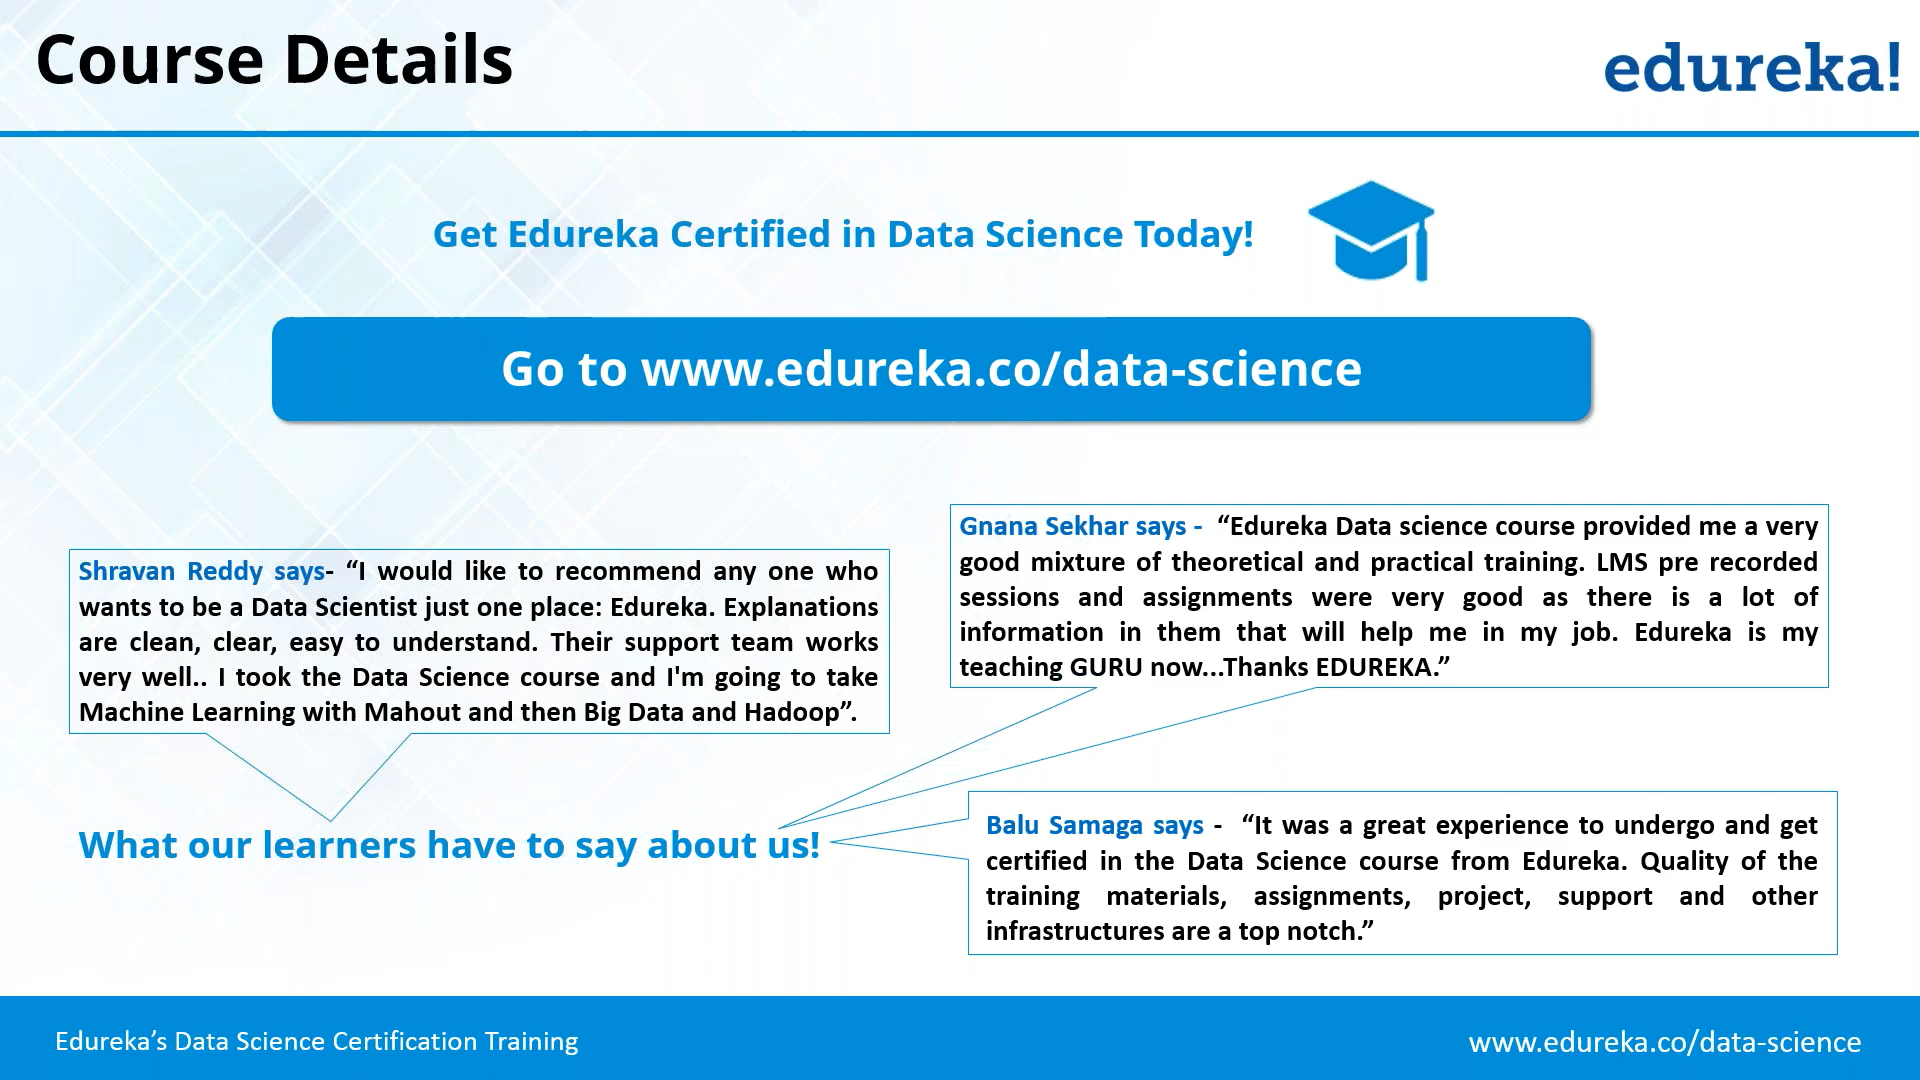 Course Details
edureka!
Get Edureka Certified in Data Science Today!
Go to www.edureka.co/data-science
Shravan Reddy says- “I would like to recommend any one who
wants to be a Data Scientist just one place: Edureka. Explanations
are clean, clear, easy to understand. Their support team works
very well.. I took the Data Science course and I'm going to take
Machine Learning with Mahout and then Big Data and Hadoop”.
Gnana Sekhar says - “Edureka Data science course provided me a very
good mixture of theoretical and practical training. LMS pre recorded
sessions and assignments were very good as there is a lot of
information in them that will help me in my job. Edureka is my
teaching GURU now...Thanks EDUREKA.”
What our learners have to say about us!
Balu Samaga says - “It was a great experience to undergo and get
certified in the Data Science course from Edureka. Quality of the
training materials, assignments, project, support and other
infrastructures are a top notch.”
Edureka’s Data Science Certification Training
www.edureka.co/data-science